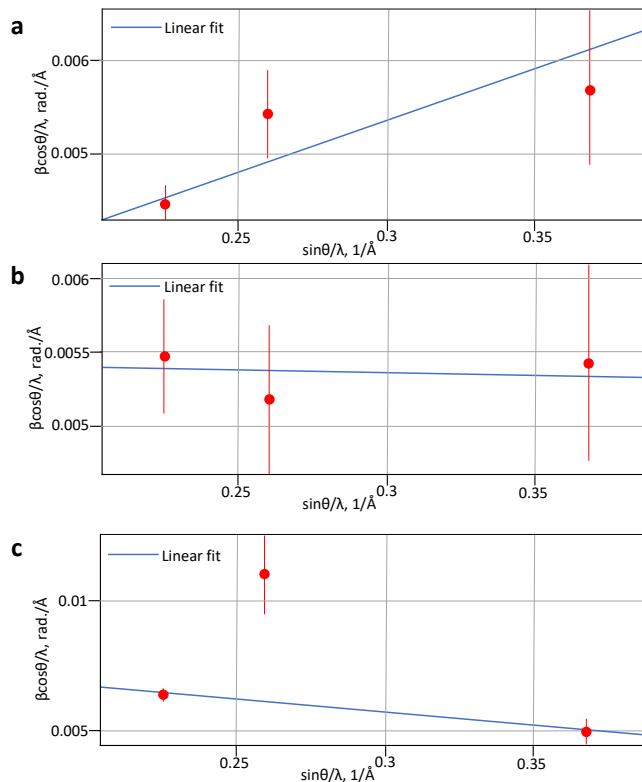 a
Linear fit
0.006
0.005
βcosθ/λ, rad./Å
0.25
0.3
0.35
sinθ/λ, 1/Å
b
Linear fit
0.006
0.0055
0.005
βcosθ/λ, rad./Å
0.25
0.3
0.35
sinθ/λ, 1/Å
c
Linear fit
0.01
0.005
βcosθ/λ, rad./Å
0.25
0.3
0.35
sinθ/λ, 1/Å